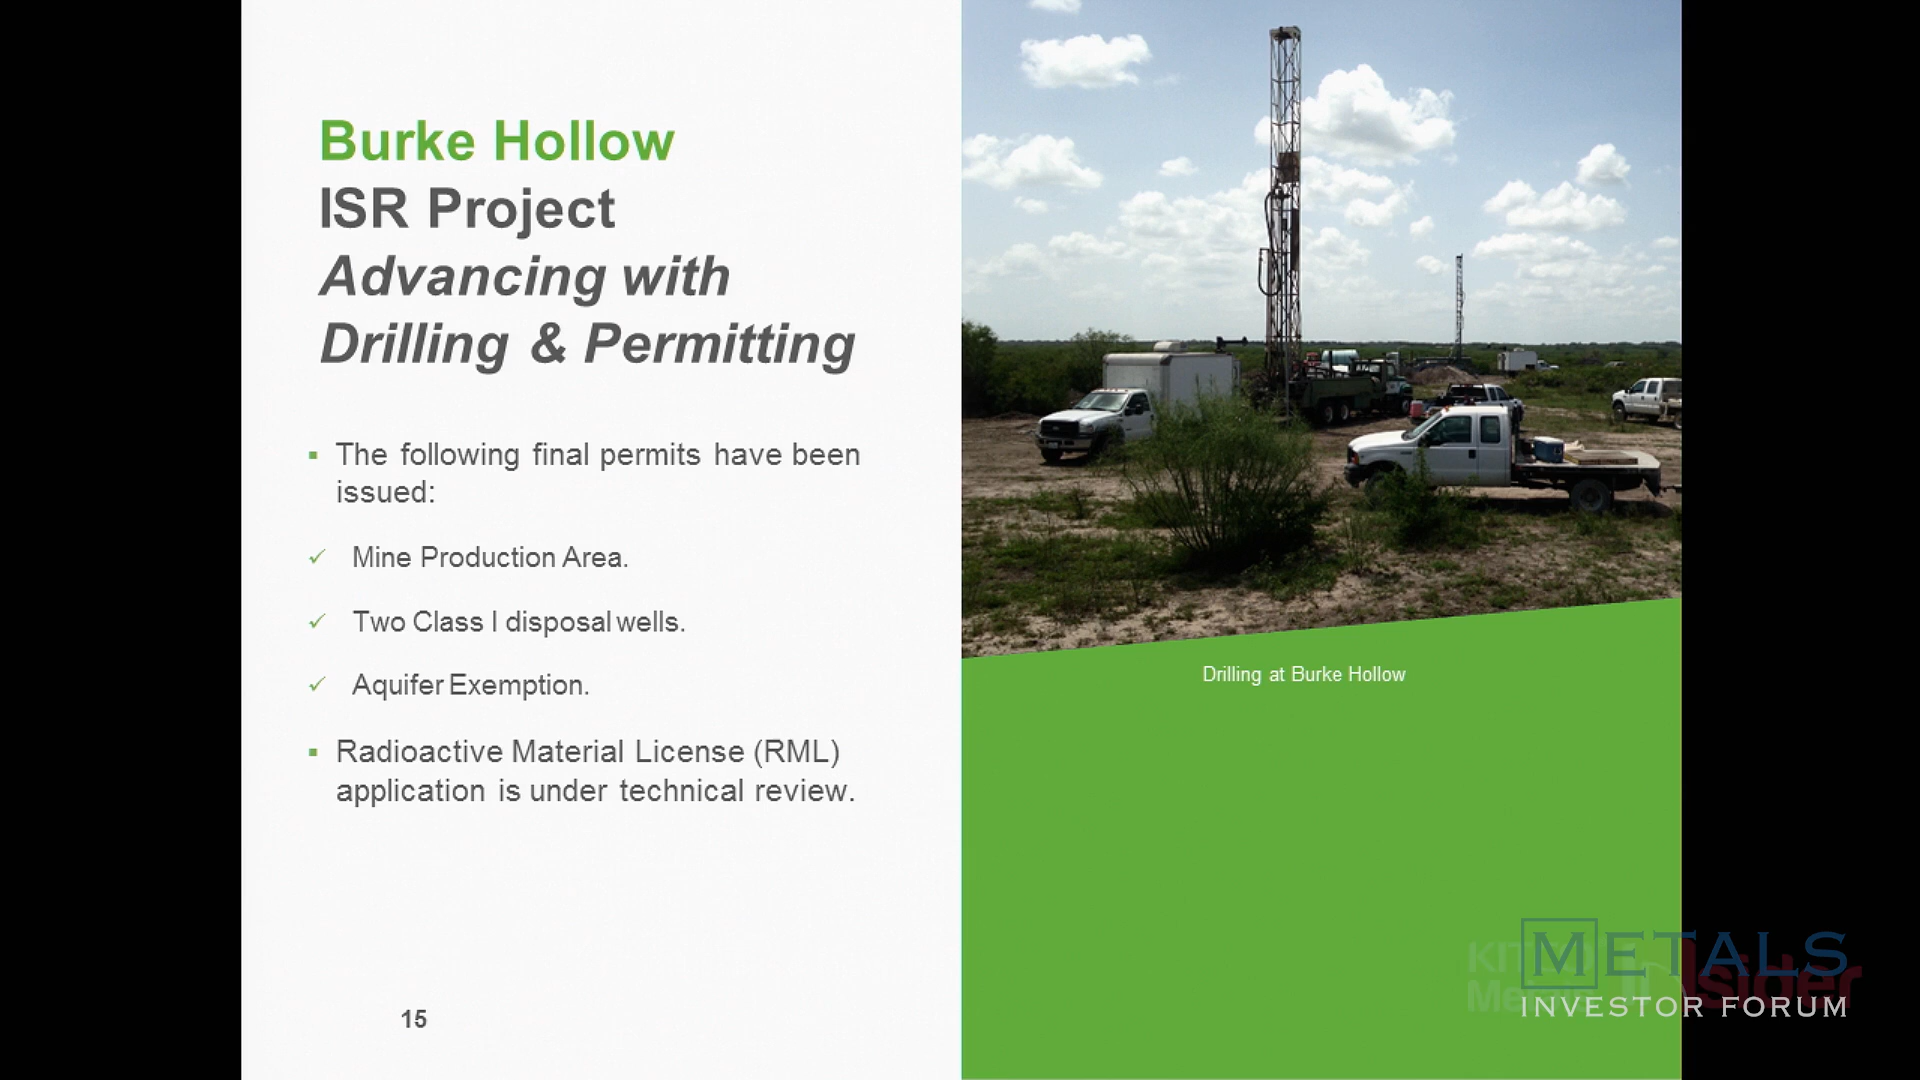 Burke Hollow
ISR Project
Advancing with
Drilling & Permitting
▪ The following final permits have been
issued:
✓ Mine Production Area.
✓ Two Class I disposal wells.
✓ Aquifer Exemption.
▪ Radioactive Material License (RML)
application is under technical review.
15
Drilling at Burke Hollow
METALS
INVESTOR FORUM